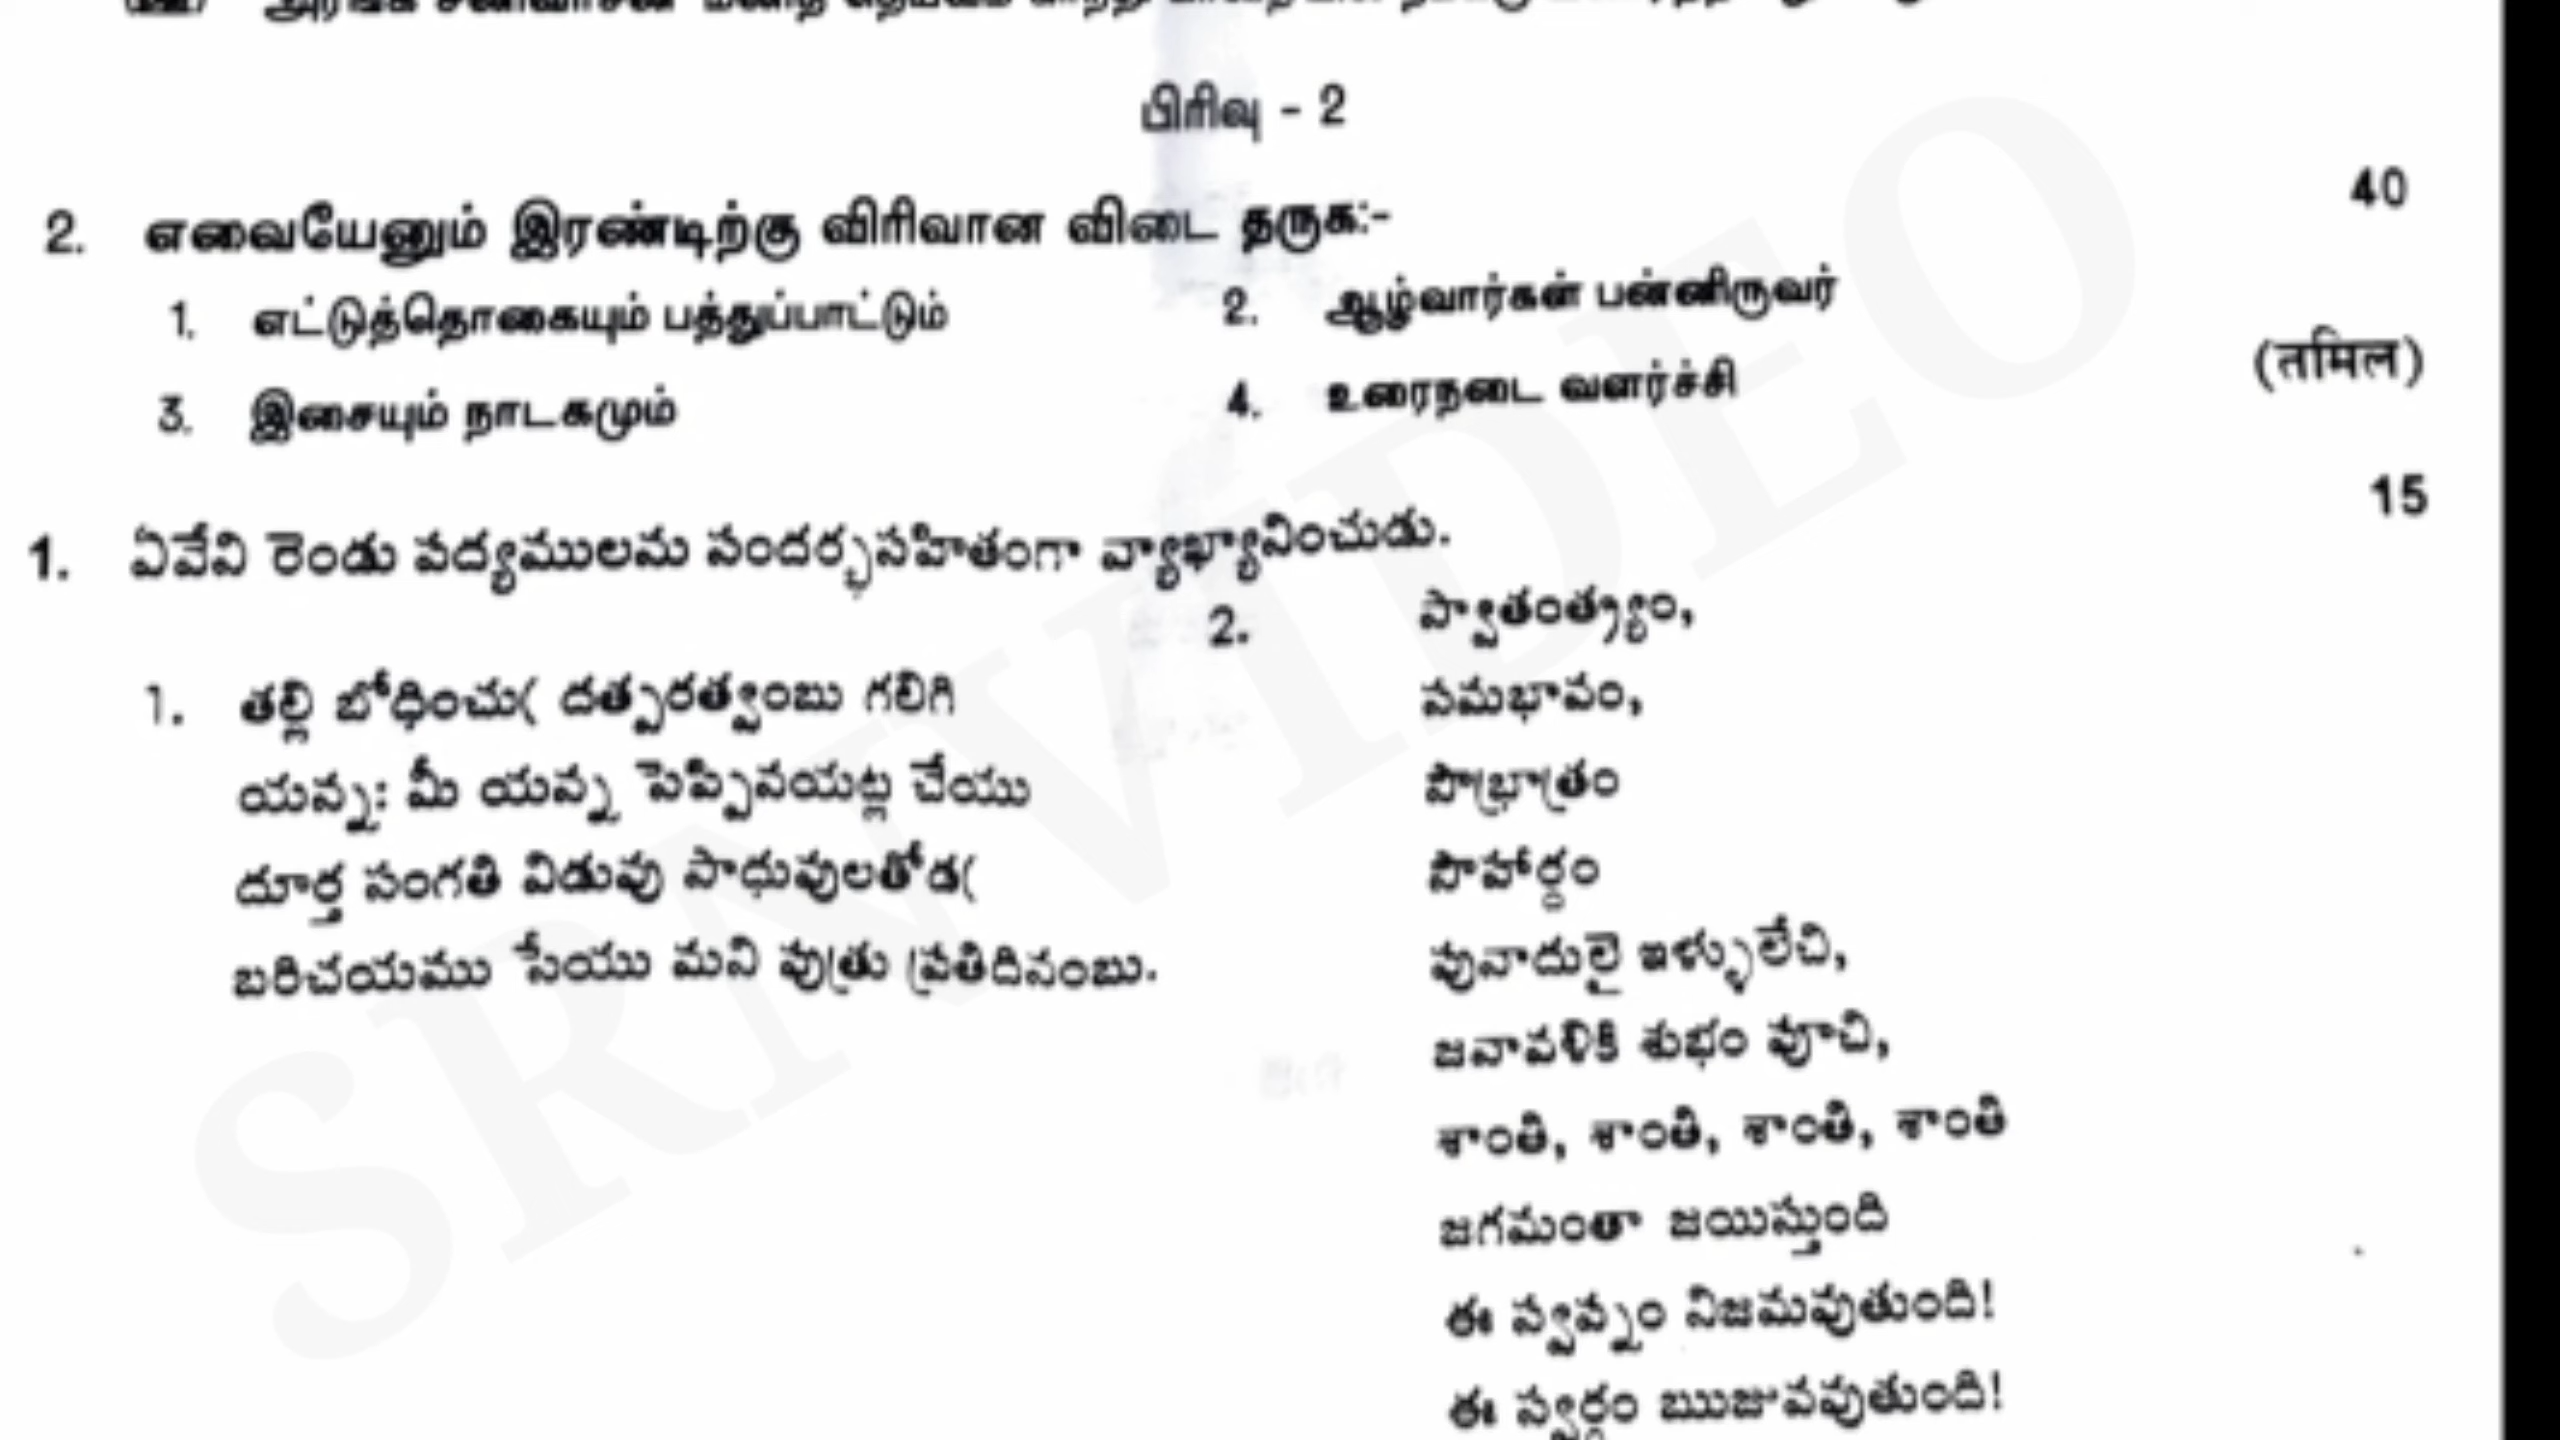 பிரிவு - 2
40
2. எவையேனும் இரண்டிற்கு விரிவான விடை தருக:-
1. எட்டுத்தொகையும் பத்துப்பாட்டும்
2. ஆழ்வார்கள் பன்னிருவர்
3. இசையும் நாடகமும்
4. உரைநடை வளர்ச்சி
(तमिल)
15
1. ఏవేవి రెండు పద్యములను సందర్భసహితంగా వ్యాఖ్యానించుడు.
1. తల్లి బోధించు( దత్పరత్వంబు గలిగి
యన్న: మీ యన్న సెప్పినయట్ల చేయు
దూర్త సంగతి విడువు సాధువులతోడ(
బరిచయము సేయు మని పుత్రు ప్రతిదినంబు.
2. స్వాతంత్ర్యం,
సమభావం,
సౌభ్రాత్రం
సౌహార్దం
పునాదులై ఇళ్ళులేచి,
జనావళికి శుభం పూచి,
శాంతి, శాంతి, శాంతి, శాంతి
జగమంతా జయిస్తుంది
ఈ స్వప్నం నిజమవుతుంది!
ఈ స్వర్గం ఋజువవుతుంది!
SRNVIDEO